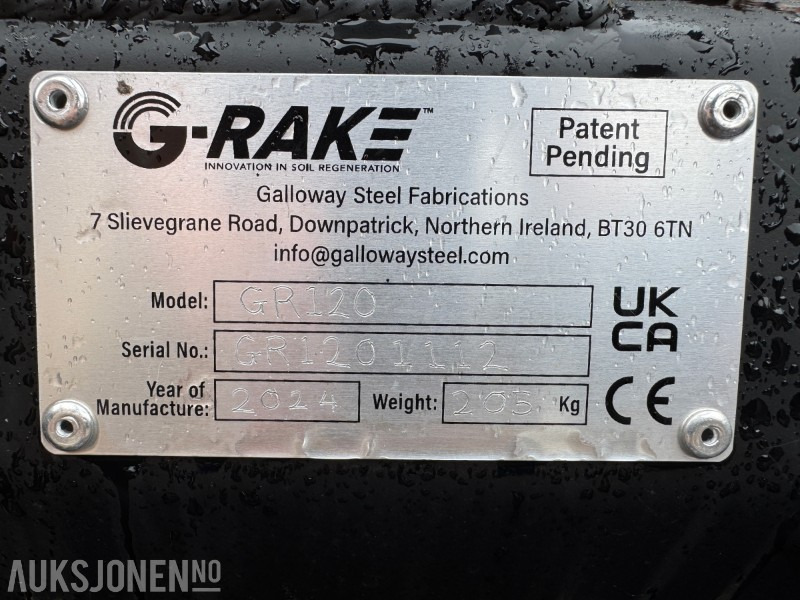 G-RAKE™
INNOVATION IN SOIL REGENERATION
Patent
Pending
Galloway Steel Fabrications
7 Slievegrane Road, Downpatrick, Northern Ireland, BT30 6TN
info@gallowaysteel.com
Model: GR120
Serial No.: GR1201112
Year of
Manufacture: 2024 Weight: 205 Kg
UK
CA
CE
AUKSJONEN.NO